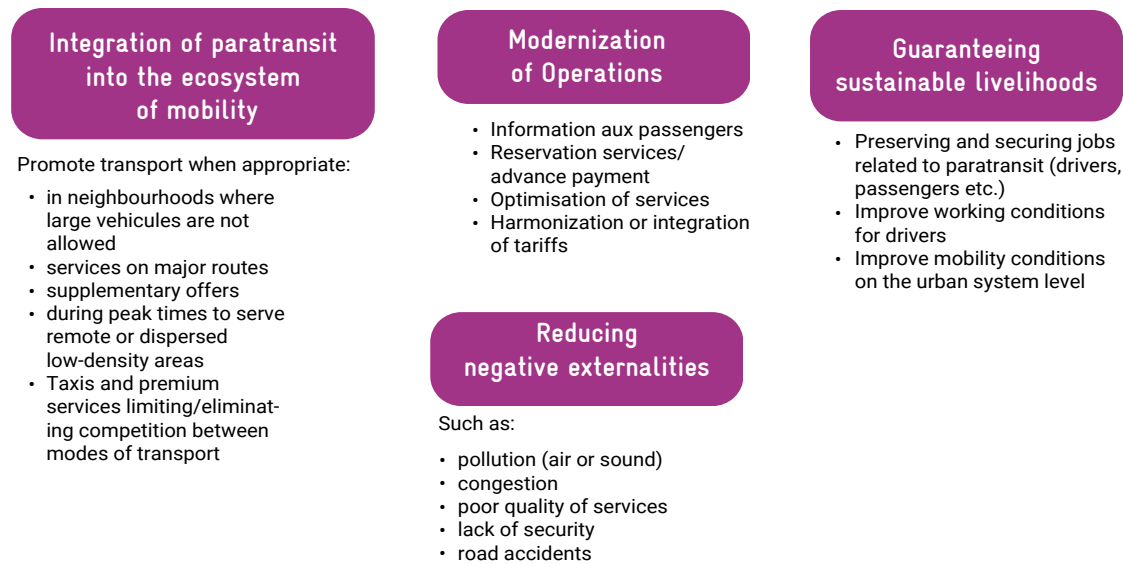 Integration of paratransit
into the ecosystem
of mobility
Promote transport when appropriate:
• in neighbourhoods where
large vehicules are not
allowed
• services on major routes
• supplementary offers
• during peak times to serve
remote or dispersed
low-density areas
• Taxis and premium
services limiting/eliminat-
ing competition between
modes of transport
Modernization
of Operations
• Information aux passengers
• Reservation services/
advance payment
• Optimisation of services
• Harmonization or integration
of tariffs
Reducing
negative externalities
Such as:
• pollution (air or sound)
• congestion
• poor quality of services
• lack of security
• road accidents
Guaranteeing
sustainable livelihoods
• Preserving and securing jobs
related to paratransit (drivers,
passengers etc.)
• Improve working conditions
for drivers
• Improve mobility conditions
on the urban system level